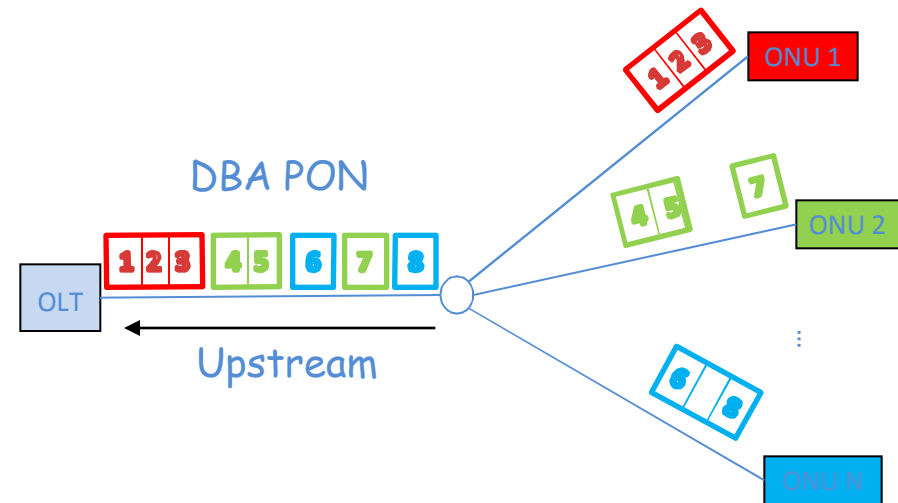 1 2 3
ONU 1
DBA PON
4 5
7
ONU 2
1 2 3 4 5 6 7 8
OLT
...
Upstream
6 8
ONU N